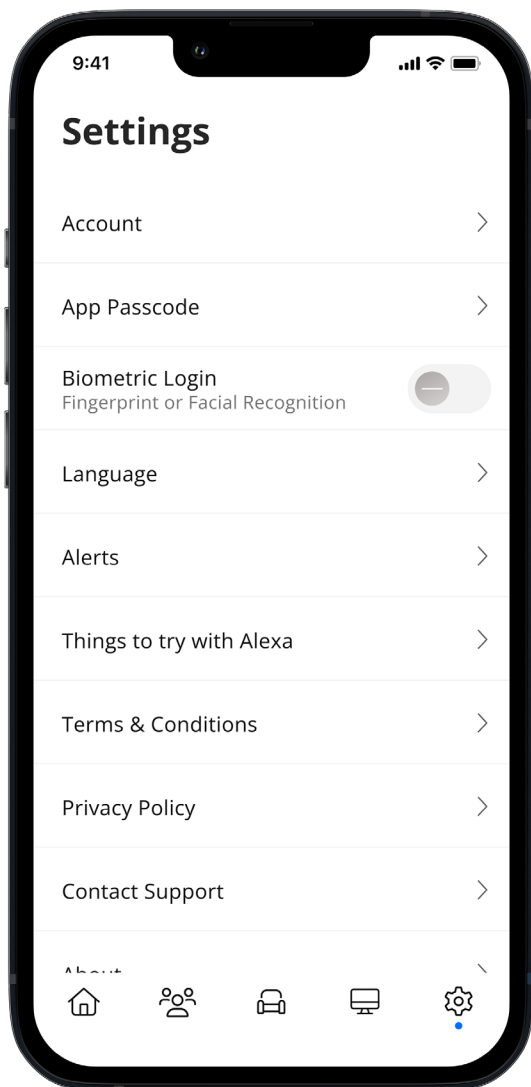 9:41
Settings
Account
App Passcode
Biometric Login
Fingerprint or Facial Recognition
Language
Alerts
Things to try with Alexa
Terms & Conditions
Privacy Policy
Contact Support
About